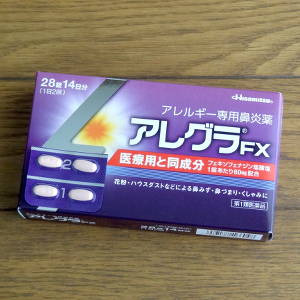 28錠14日分
(1日2回)
Hisamitsu
アレルギー専用鼻炎薬
アレグラFX
医療用と同成分
フェキソフェナジン塩酸塩
1錠あたり60mg配合
2
1
花粉・ハウスダストなどによる鼻みず・鼻づまり・くしゃみに
第1類医薬品